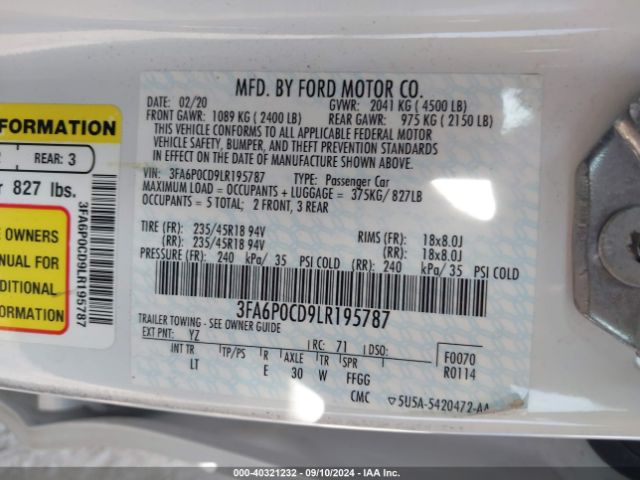 MFD. BY FORD MOTOR CO.
DATE: 02/20 GVWR: 2041 KG ( 4500 LB)
FRONT GAWR: 1089 KG ( 2400 LB) REAR GAWR: 975 KG ( 2150 LB)
THIS VEHICLE CONFORMS TO ALL APPLICABLE FEDERAL MOTOR
VEHICLE SAFETY, BUMPER, AND THEFT PREVENTION STANDARDS
IN EFFECT ON THE DATE OF MANUFACTURE SHOWN ABOVE.
VIN: 3FA6P0CD9LR195787 TYPE: Passenger Car
MAXIMUM LOAD = OCCUPANTS + LUGGAGE = 375KG/ 827LB
OCCUPANTS = 5 TOTAL; 2 FRONT, 3 REAR
TIRE (FR): 235/45R18 94V RIMS (FR): 18x8.0J
(RR): 235/45R18 94V (RR): 18x8.0J
PRESSURE (FR): 240 kPa/ 35 PSI COLD (RR): 240 kPa/ 35 PSI COLD
3FA6P0CD9LR195787
TRAILER TOWING - SEE OWNER GUIDE
EXT PNT: YZ RC: 71 DSO: F0070
INT TR TP/PS R AXLE TR SPR R0114
LT E 30 W FFGG
CMC 5U5A-5420472-AA
FORMATION
REAR: 3
827 lbs.
OWNERS
NUAL FOR
DITIONAL
FORMATION
3FA6P0CD9LR195787
000-40321232 - 09/10/2024 - IAA Inc.